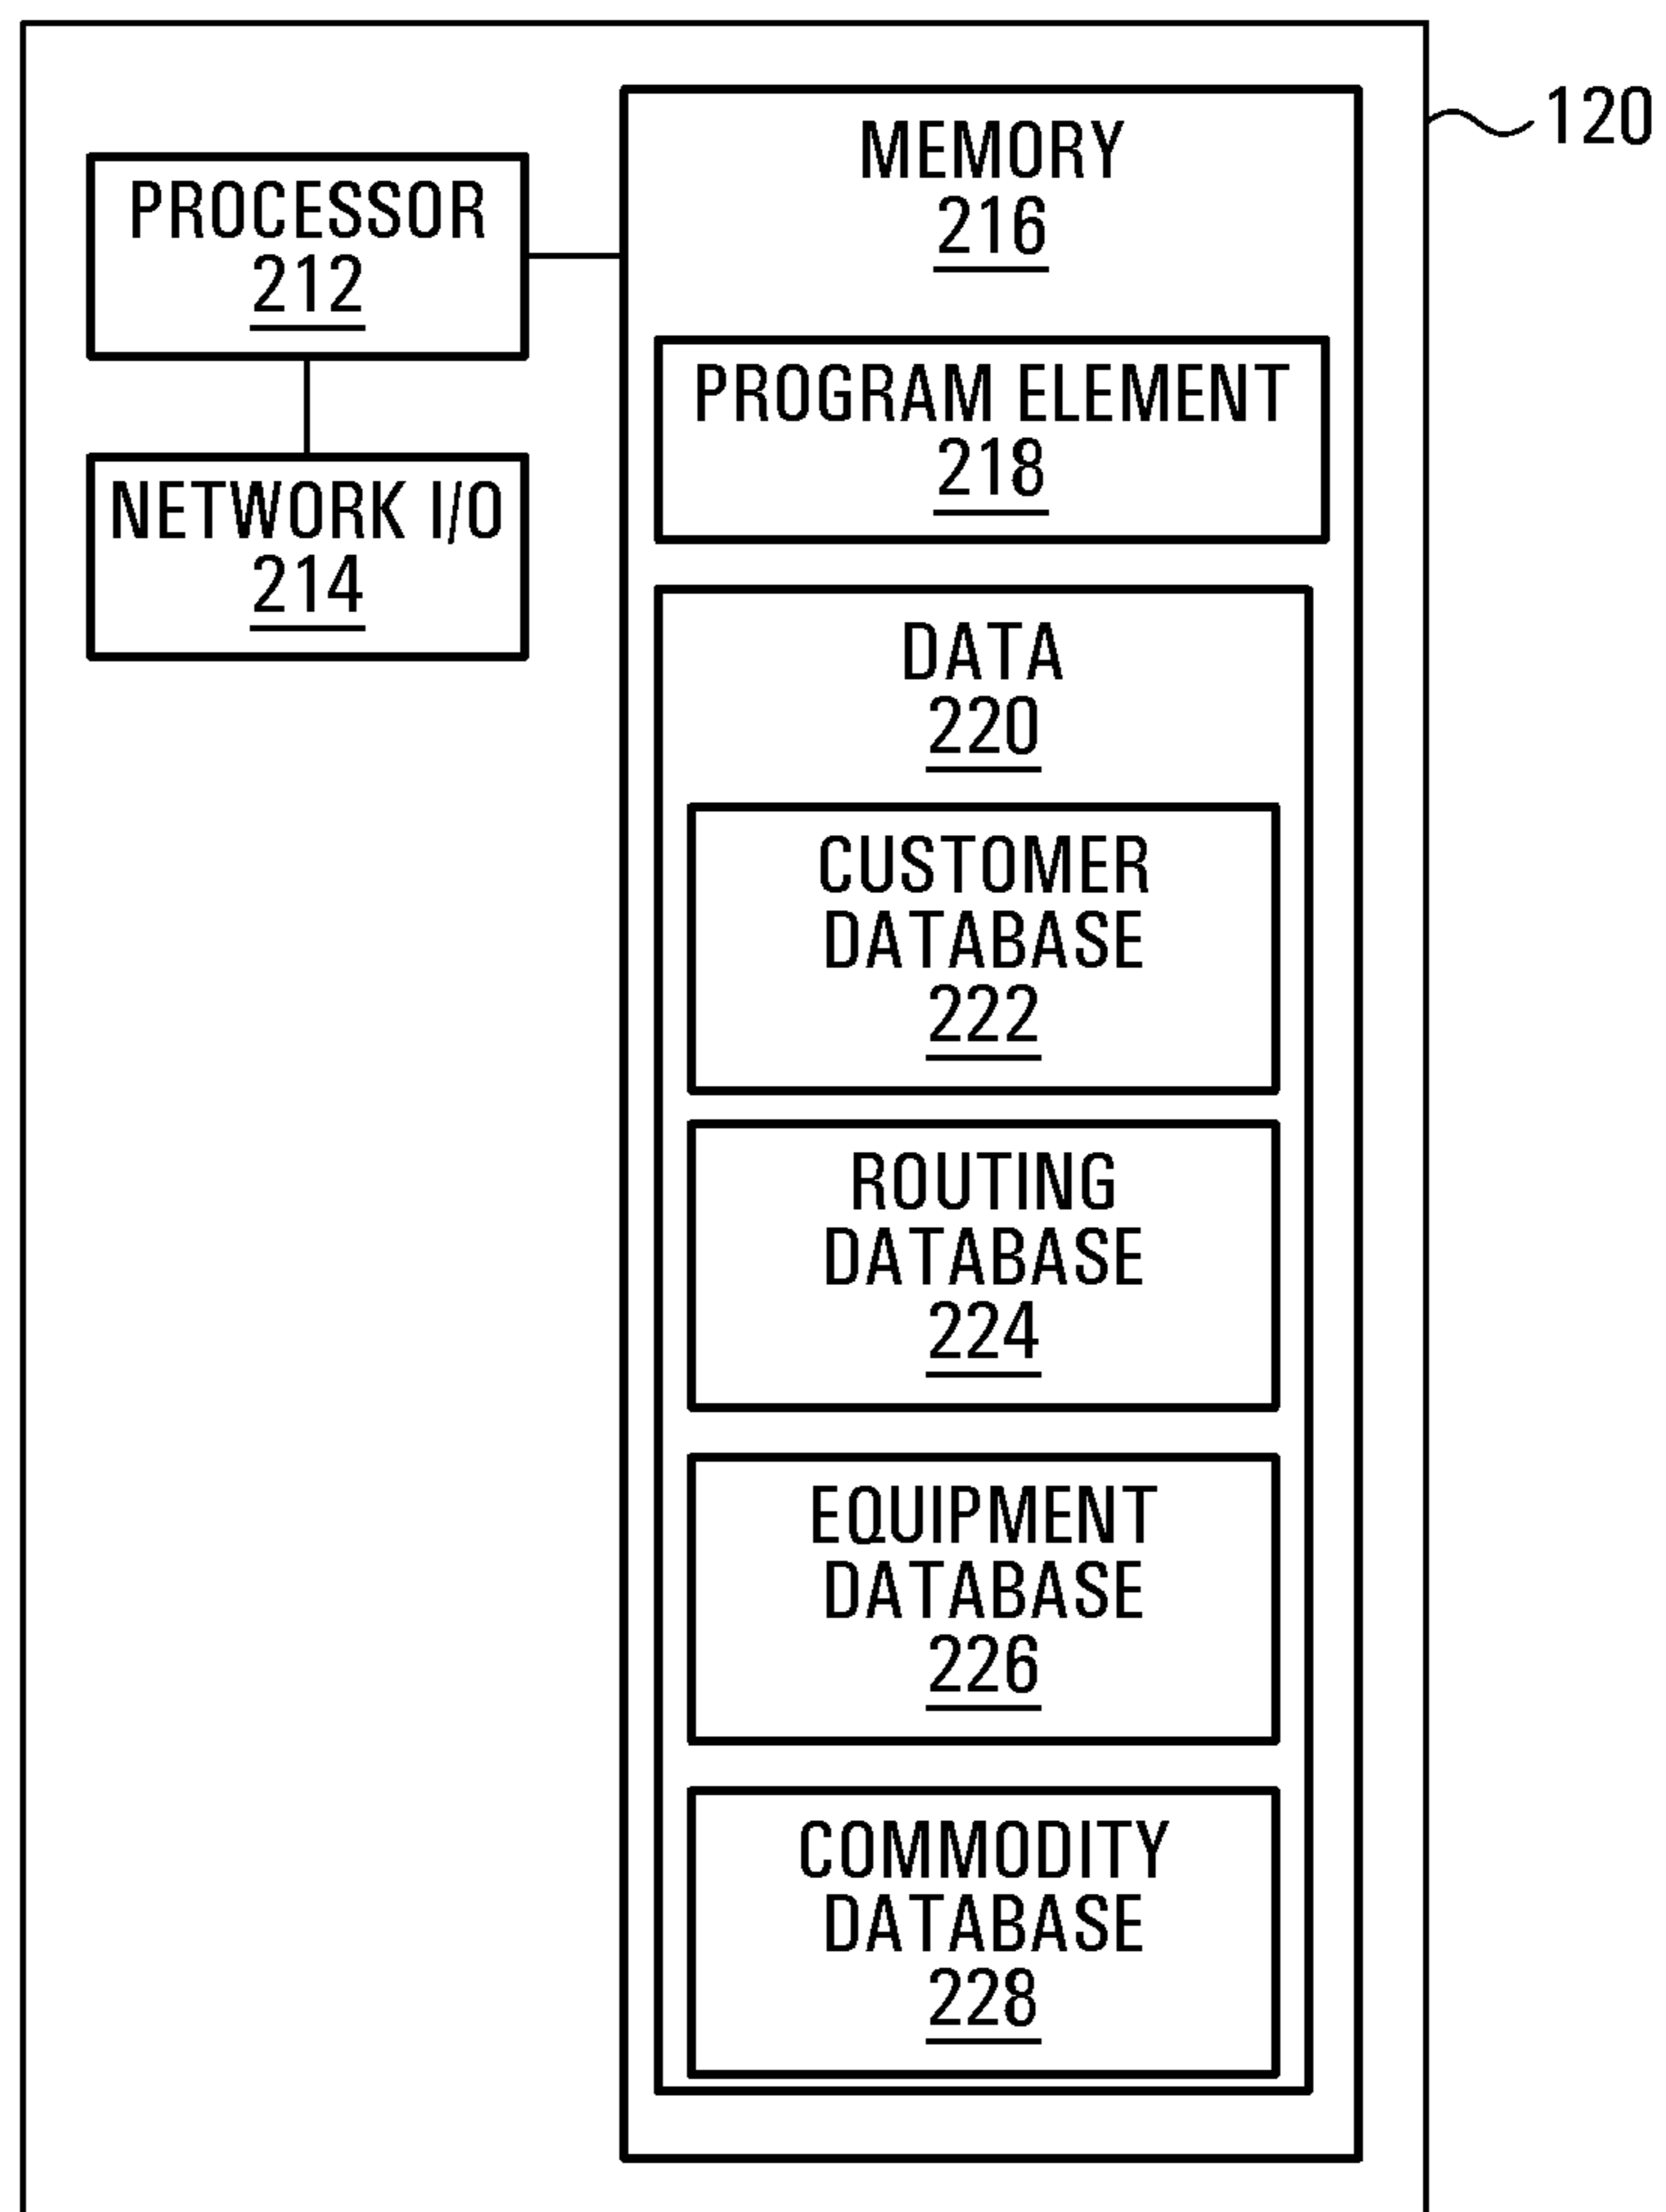 120
PROCESSOR
212
NETWORK I/O
214
MEMORY
216
PROGRAM ELEMENT
218
DATA
220
CUSTOMER
DATABASE
222
ROUTING
DATABASE
224
EQUIPMENT
DATABASE
226
COMMODITY
DATABASE
228